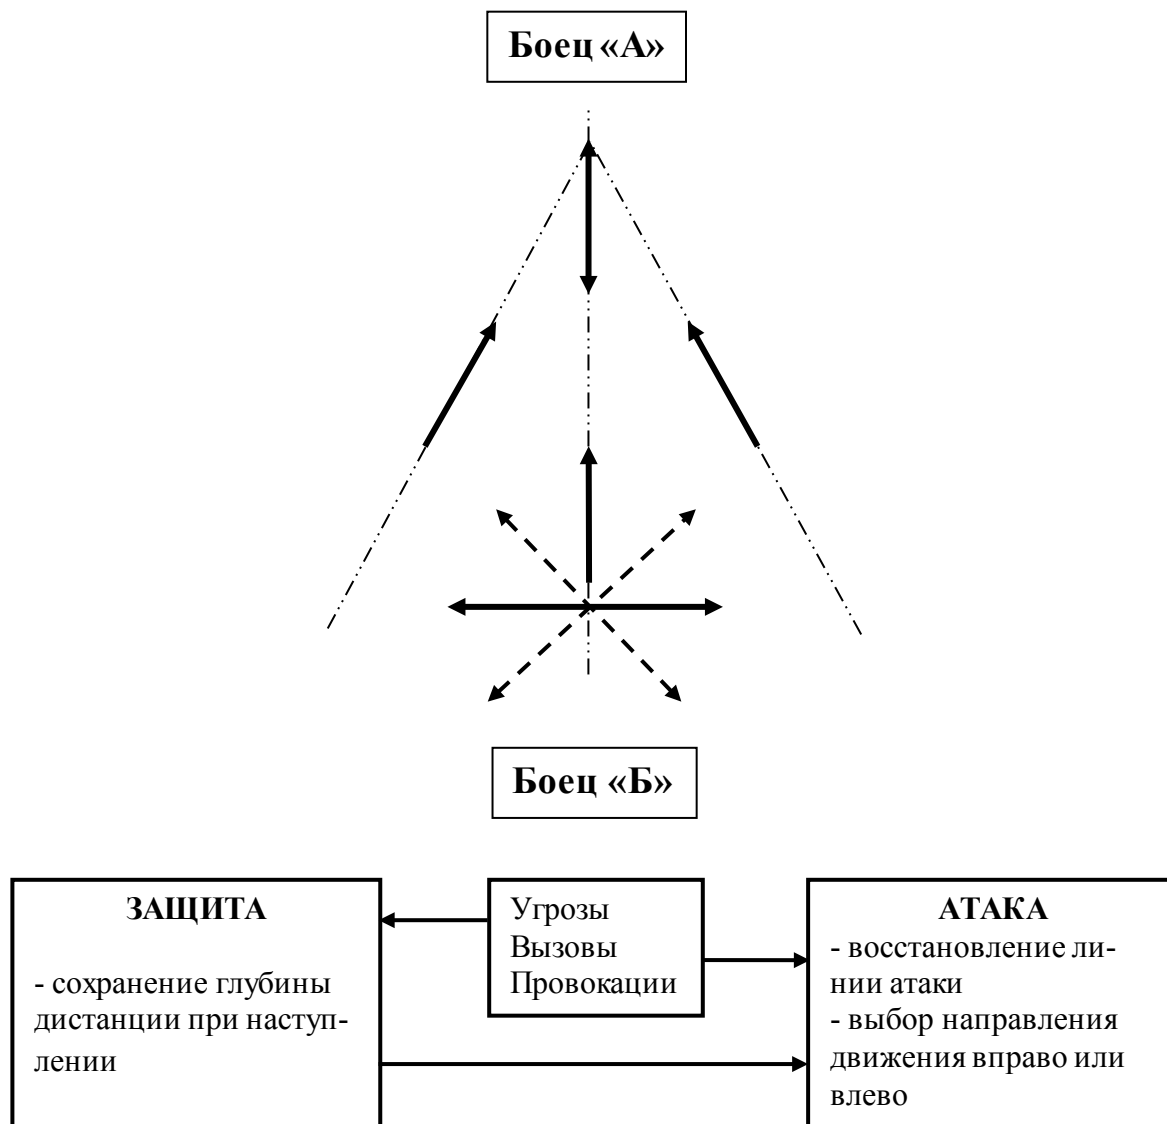 Боец «А»
Боец «Б»
ЗАЩИТА
- сохранение глубины
дистанции при наступ-
лении
Угрозы
Вызовы
Провокации
АТАКА
- восстановление ли-
нии атаки
- выбор направления
движения вправо или
влево